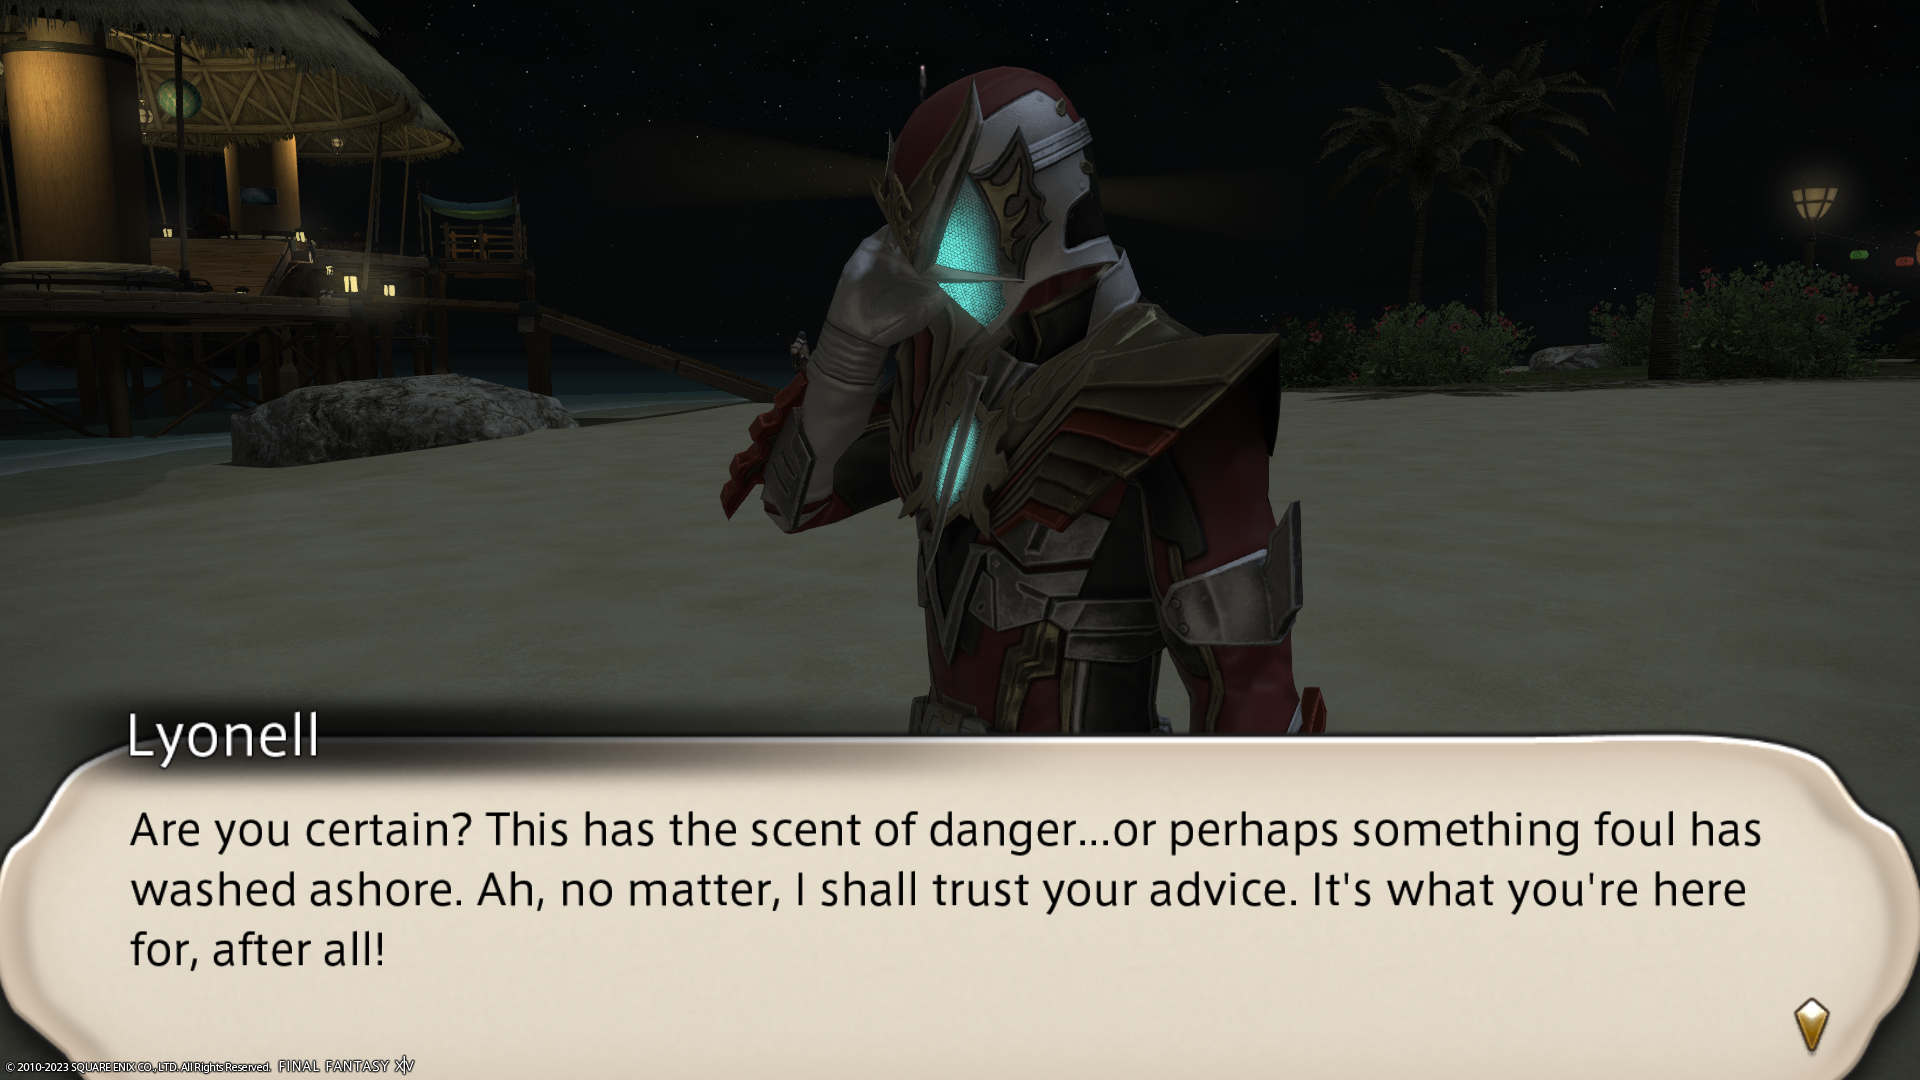 Lyonell
Are you certain? This has the scent of danger...or perhaps something foul has
washed ashore. Ah, no matter, I shall trust your advice. It's what you're here
for, after all!
© 2010-2023 SQUARE ENIX CO., LTD. All Rights Reserved. FINAL FANTASY XIV